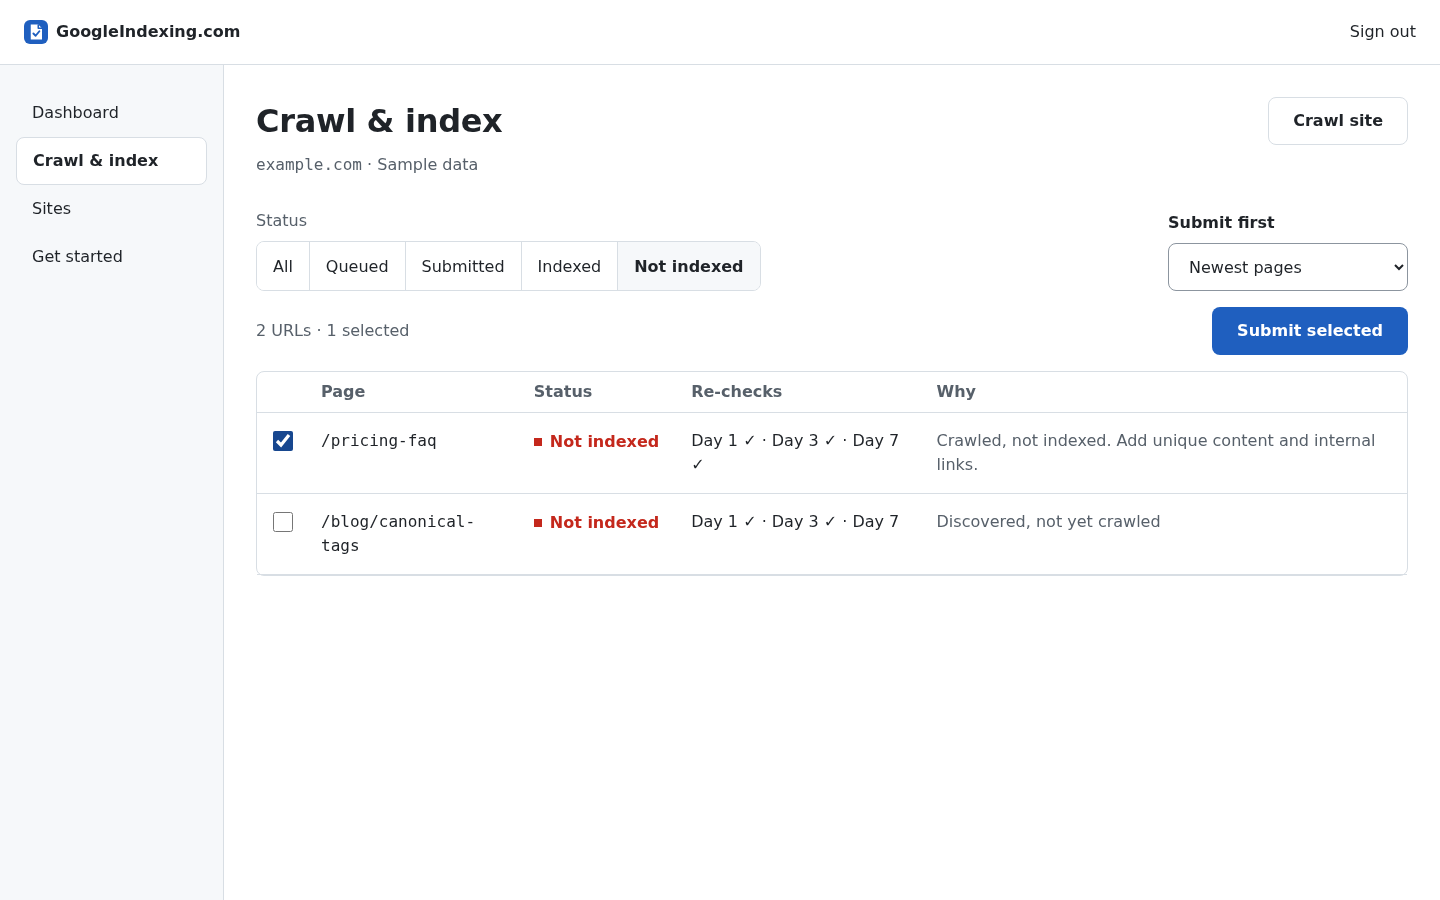 GoogleIndexing.com
Sign out
Dashboard
Crawl & index
Sites
Get started
Crawl & index
Crawl site
example.com · Sample data
Status
All
Queued
Submitted
Indexed
Not indexed
Submit first
Newest pages
2 URLs · 1 selected
Submit selected
Page
Status
Re-checks
Why
/pricing-faq
Not indexed
Day 1 ✓ · Day 3 ✓ · Day 7
✓
Crawled, not indexed. Add unique content and internal
links.
/blog/canonical-
tags
Not indexed
Day 1 ✓ · Day 3 ✓ · Day 7
Discovered, not yet crawled